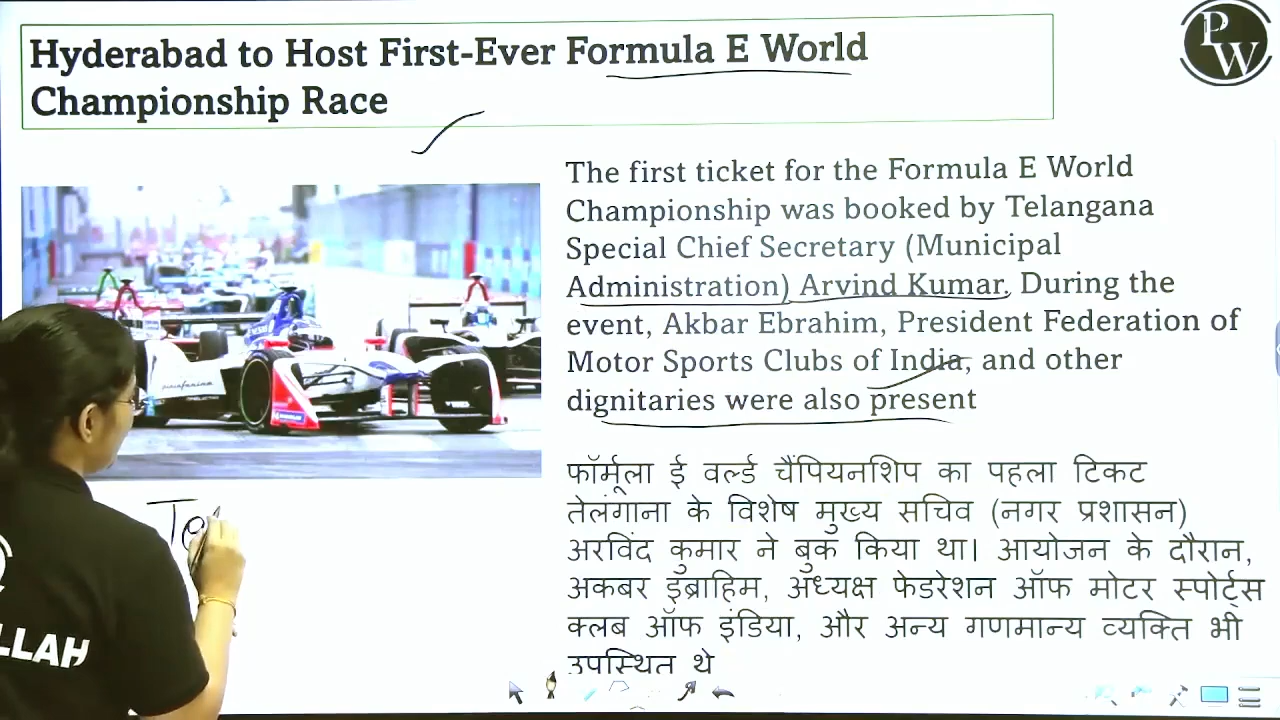 Hyderabad to Host First-Ever Formula E World
Championship Race
PW
The first ticket for the Formula E World
Championship was booked by Telangana
Special Chief Secretary (Municipal
Administration) Arvind Kumar. During the
event, Akbar Ebrahim, President Federation of
Motor Sports Clubs of India, and other
dignitaries were also present
फॉर्मूला ई वर्ल्ड चैंपियनशिप का पहला टिकट
तेलंगाना के विशेष मुख्य सचिव (नगर प्रशासन)
अरविंद कुमार ने बुक किया था। आयोजन के दौरान,
अकबर इब्राहिम, अध्यक्ष फेडरेशन ऑफ मोटर स्पोर्ट्स
क्लब ऑफ इंडिया, और अन्य गणमान्य व्यक्ति भी
उपस्थित थे
LLAH